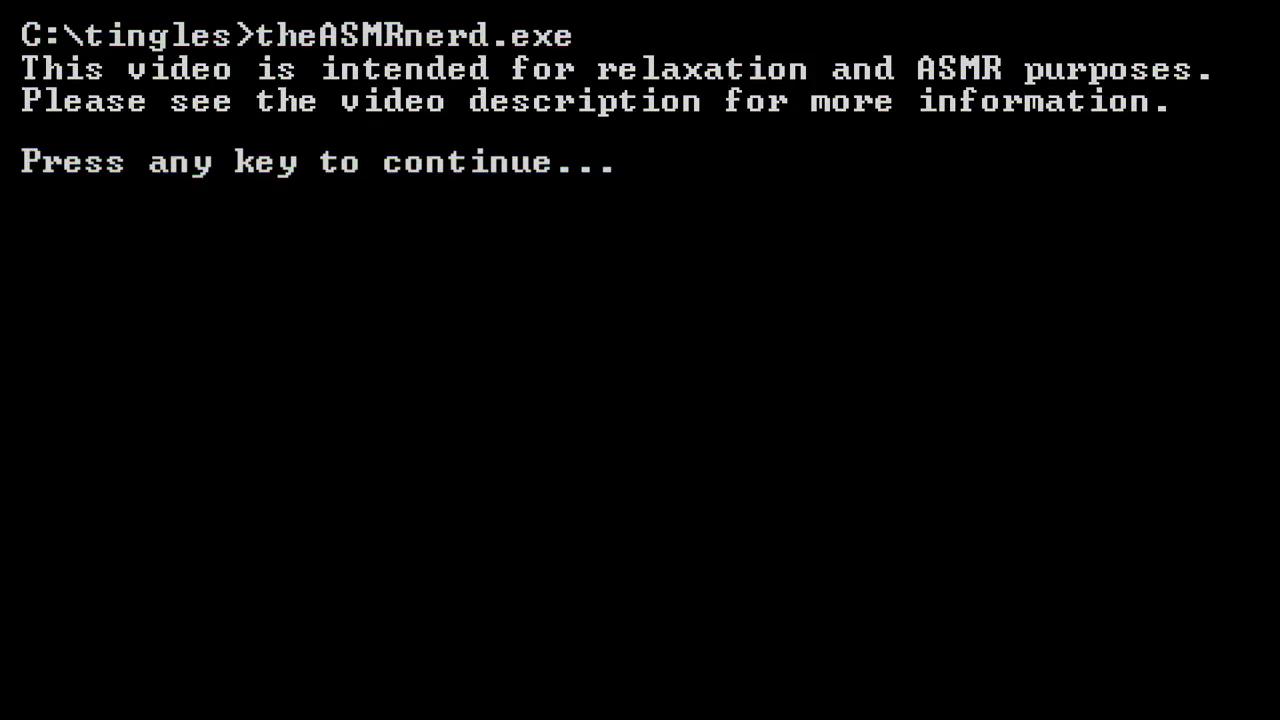 C:\tingles>theASMRnerd.exe
This video is intended for relaxation and ASMR purposes.
Please see the video description for more information.
Press any key to continue...